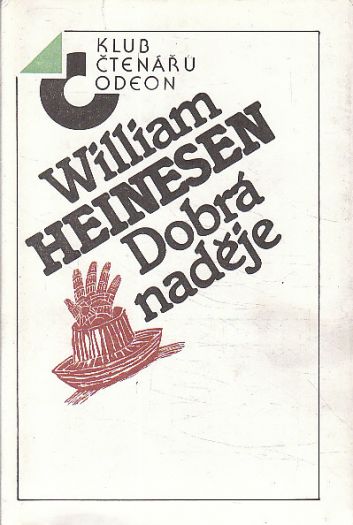 KLUB
ČTENÁŘŮ
ODEON
William
HEINESEN
Dobrá
naděje